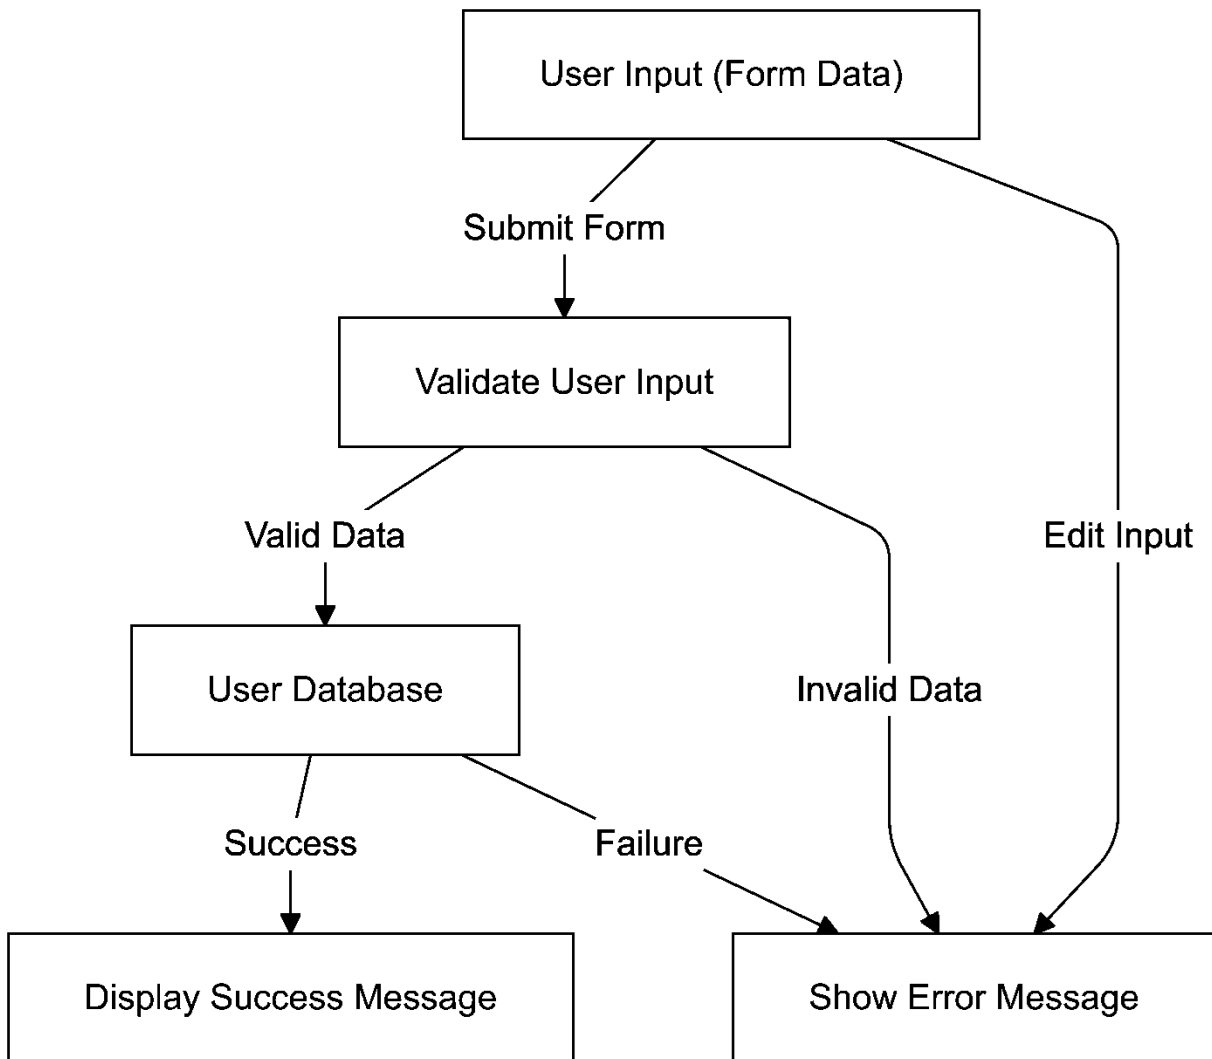 User Input (Form Data)
Submit Form
Validate User Input
Valid Data
Edit Input
User Database
Invalid Data
Success
Failure
Display Success Message
Show Error Message